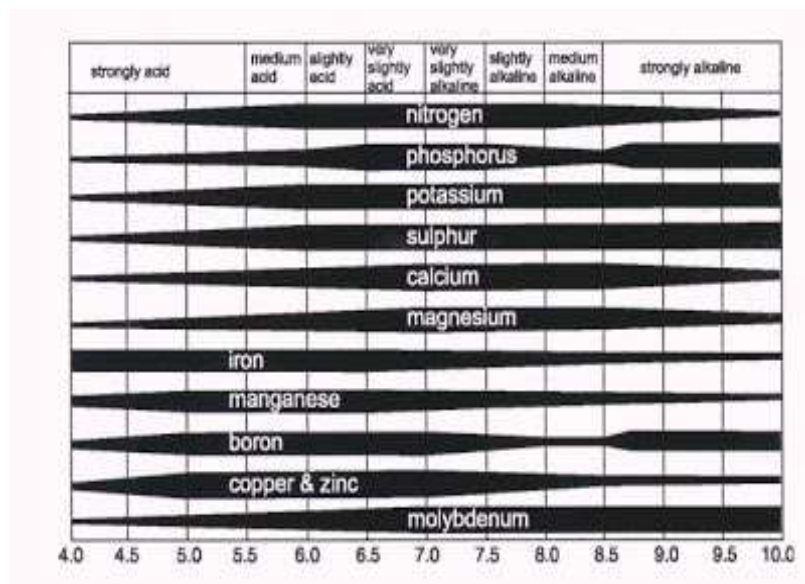 strongly acid
medium
acid
slightly
acid
very
slightly
acid
very
slightly
alkaline
slightly
alkaline
medium
alkaline
strongly alkaline
nitrogen
phosphorus
potassium
sulphur
calcium
magnesium
iron
manganese
boron
copper & zinc
molybdenum
4.0 4.5 5.0 5.5 6.0 6.5 7.0 7.5 8.0 8.5 9.0 9.5 10.0